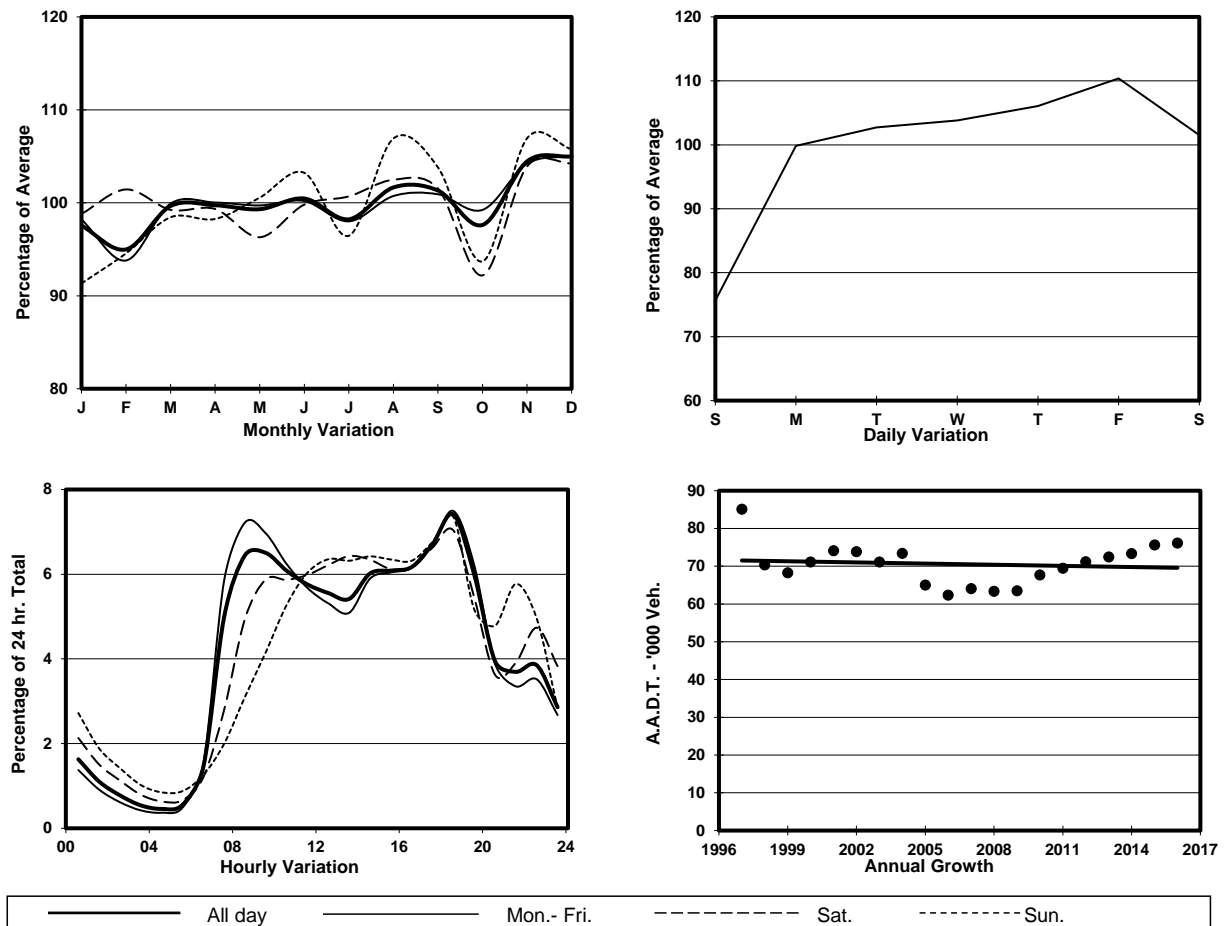 120
110
100
90
80
Percentage of Average
J F M A M J J A S O N D
Monthly Variation
120
110
100
90
80
70
60
Percentage of Average
S M T W T F S
Daily Variation
8
6
4
2
0
Percentage of 24 hr. Total
00 04 08 12 16 20 24
Hourly Variation
90
80
70
60
50
40
30
20
10
0
A.A.D.T. - '000 Veh.
1996 1999 2002 2005 2008 2011 2014 2017
Annual Growth
All day Mon.- Fri. Sat. Sun.